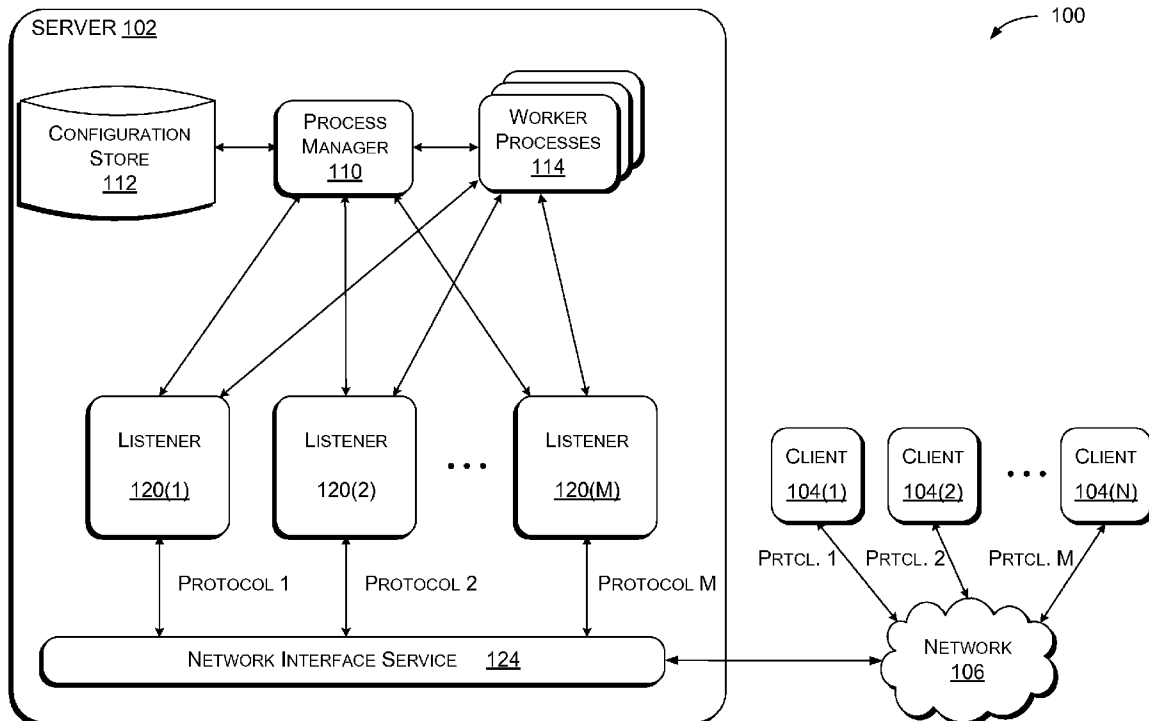 100
SERVER 102
CONFIGURATION
STORE
112
PROCESS
MANAGER
110
WORKER
PROCESSES
114
LISTENER
120(1)
LISTENER
120(2)
LISTENER
120(M)
CLIENT
104(1)
CLIENT
104(2)
CLIENT
104(N)
PROTOCOL 1
PROTOCOL 2
PROTOCOL M
PRTCL. 1
PRTCL. 2
PRTCL. M
NETWORK INTERFACE SERVICE 124
NETWORK
106